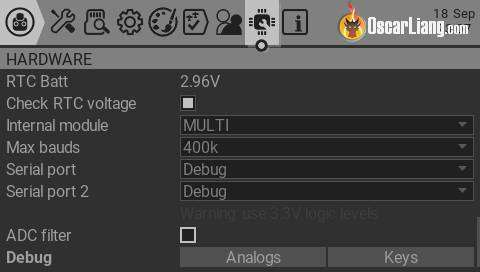 OscarLiang.com
18 Sep
HARDWARE
RTC Batt 2.96V
Check RTC voltage
Internal module MULTI
Max bauds 400k
Serial port Debug
Serial port 2 Debug
Warning: use 3.3V logic levels
ADC filter
Debug Analogs Keys